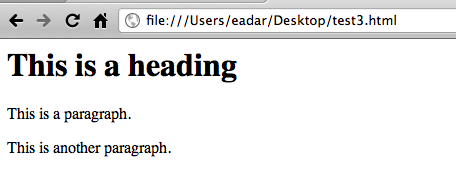 file:///Users/eadar/Desktop/test3.html
This is a heading
This is a paragraph.
This is another paragraph.